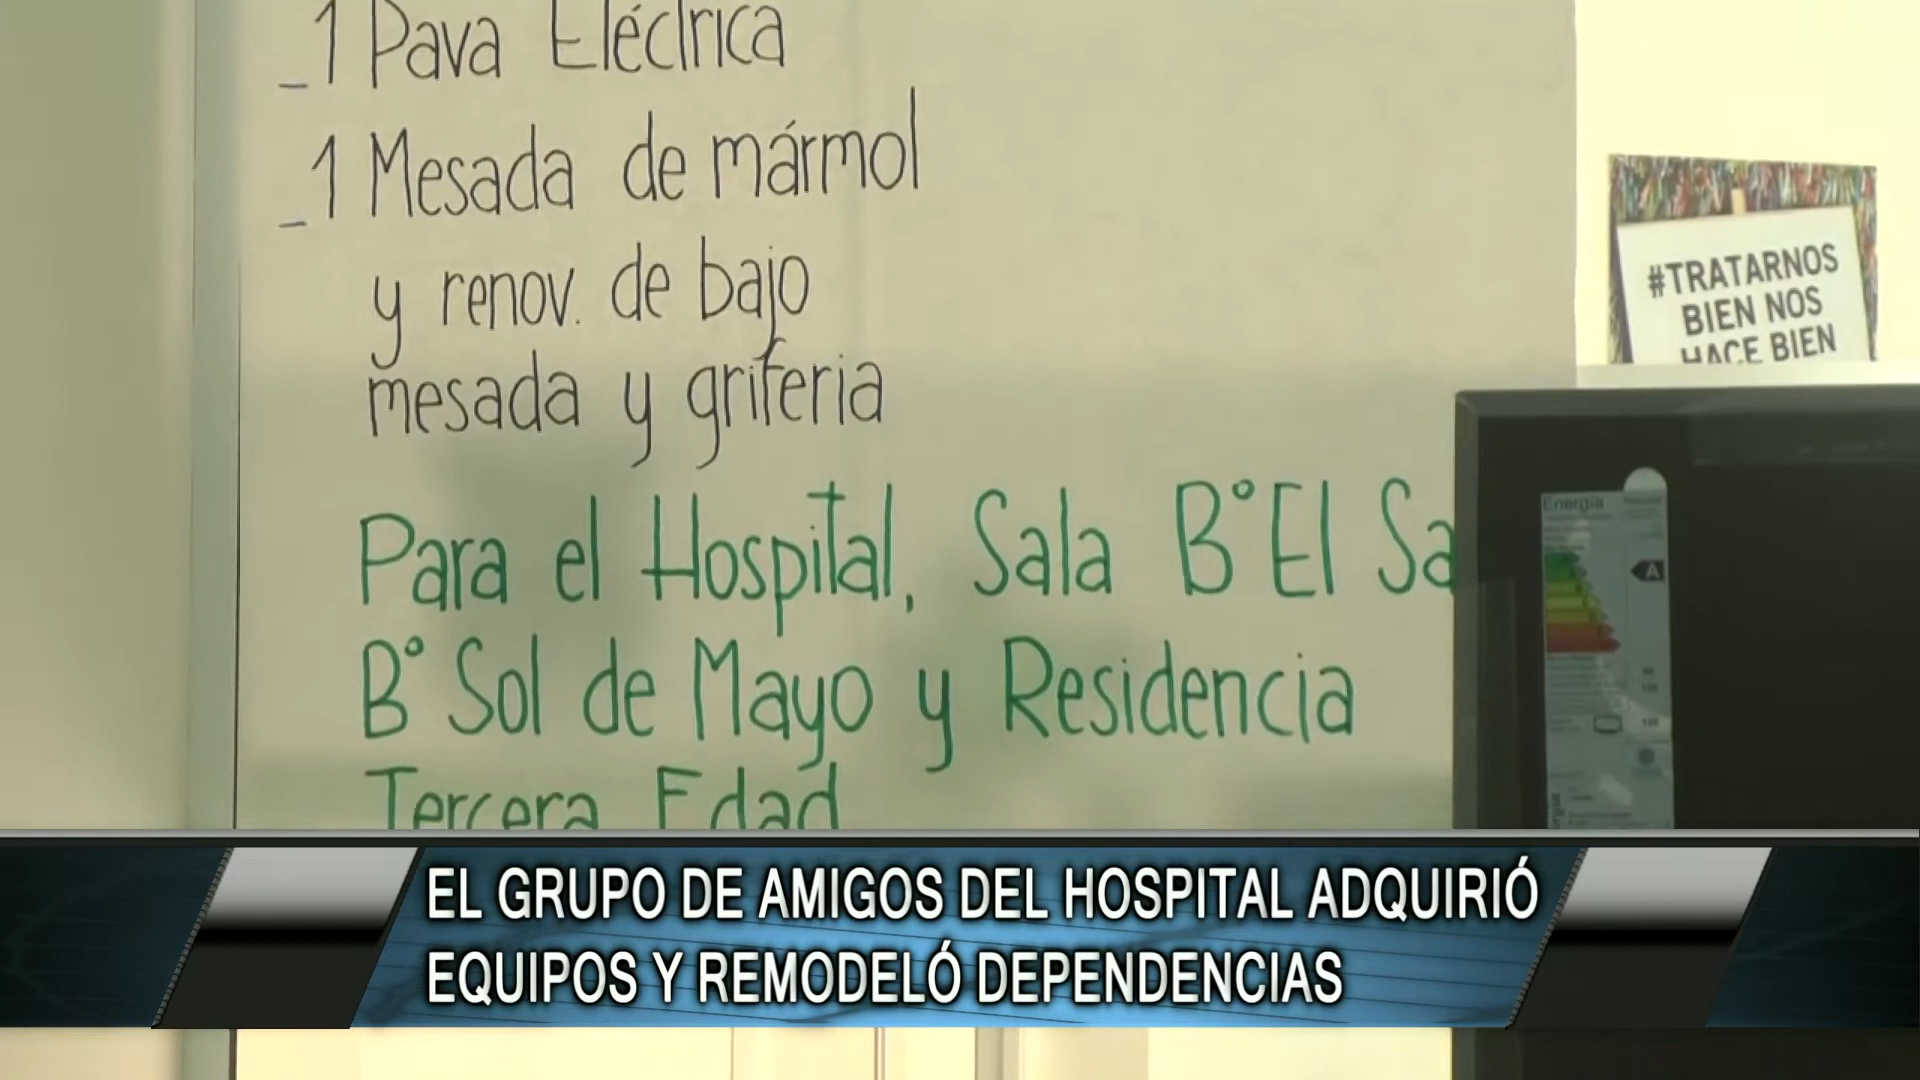 _1 Pava Eléctrica
_1 Mesada de mármol
y renov. de bajo
mesada y griferia
Para el Hospital, Sala B° El Sa
B° Sol de Mayo y Residencia
Tercera Edad
#TRATARNOS
BIEN NOS
HACE BIEN
Energía
A
EL GRUPO DE AMIGOS DEL HOSPITAL ADQUIRIÓ
EQUIPOS Y REMODELÓ DEPENDENCIAS